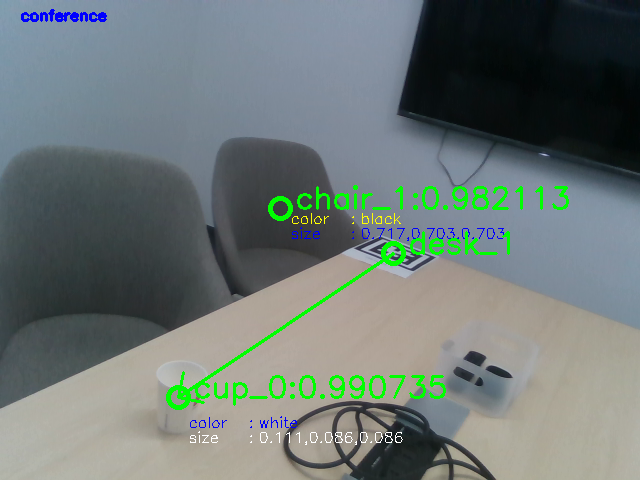 conference
chair_1:0.982113
color : black
size : 0.717,0.703,0.703
desk_1
cup_0:0.990735
color : white
size : 0.111,0.086,0.086